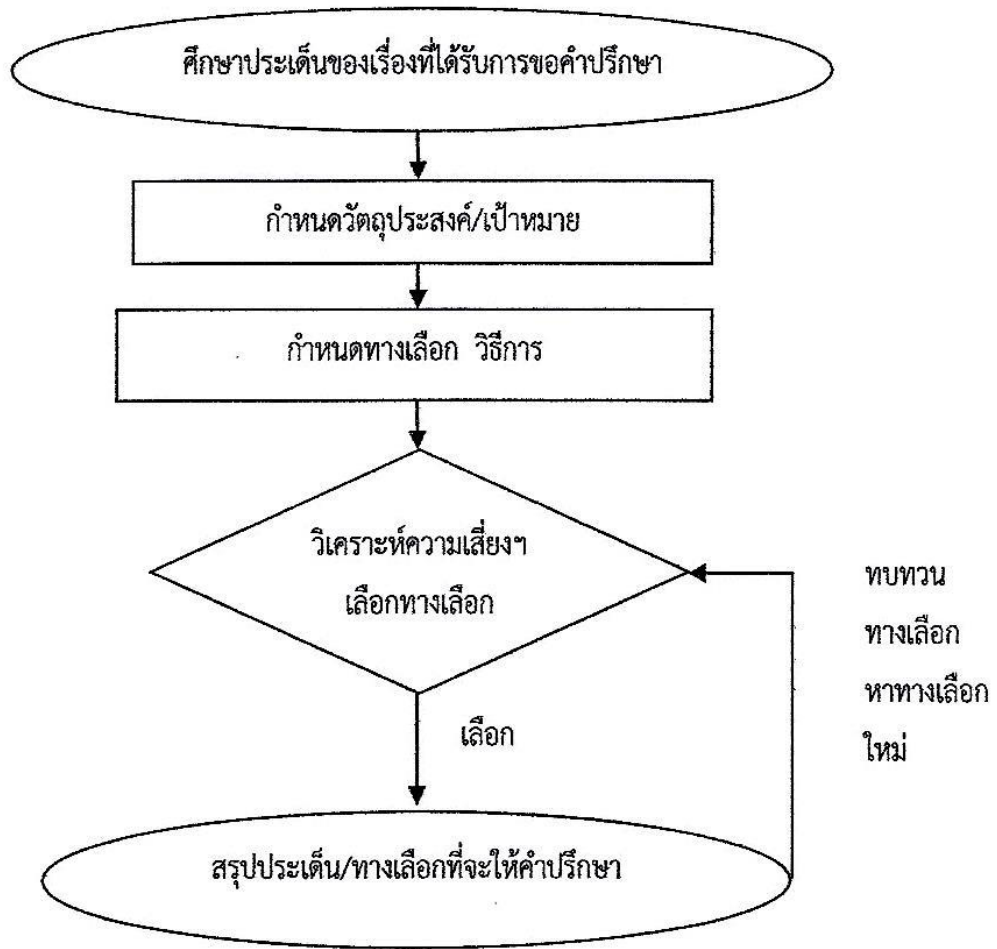 ศึกษาประเด็นของเรื่องที่ได้รับการขอคำปรึกษา
กำหนดวัตถุประสงค์/เป้าหมาย
กำหนดทางเลือก วิธีการ
วิเคราะห์ความเสี่ยงฯ
เลือกทางเลือก
ทบทวน
ทางเลือก
หาทางเลือก
ใหม่
เลือก
สรุปประเด็น/ทางเลือกที่จะให้คำปรึกษา